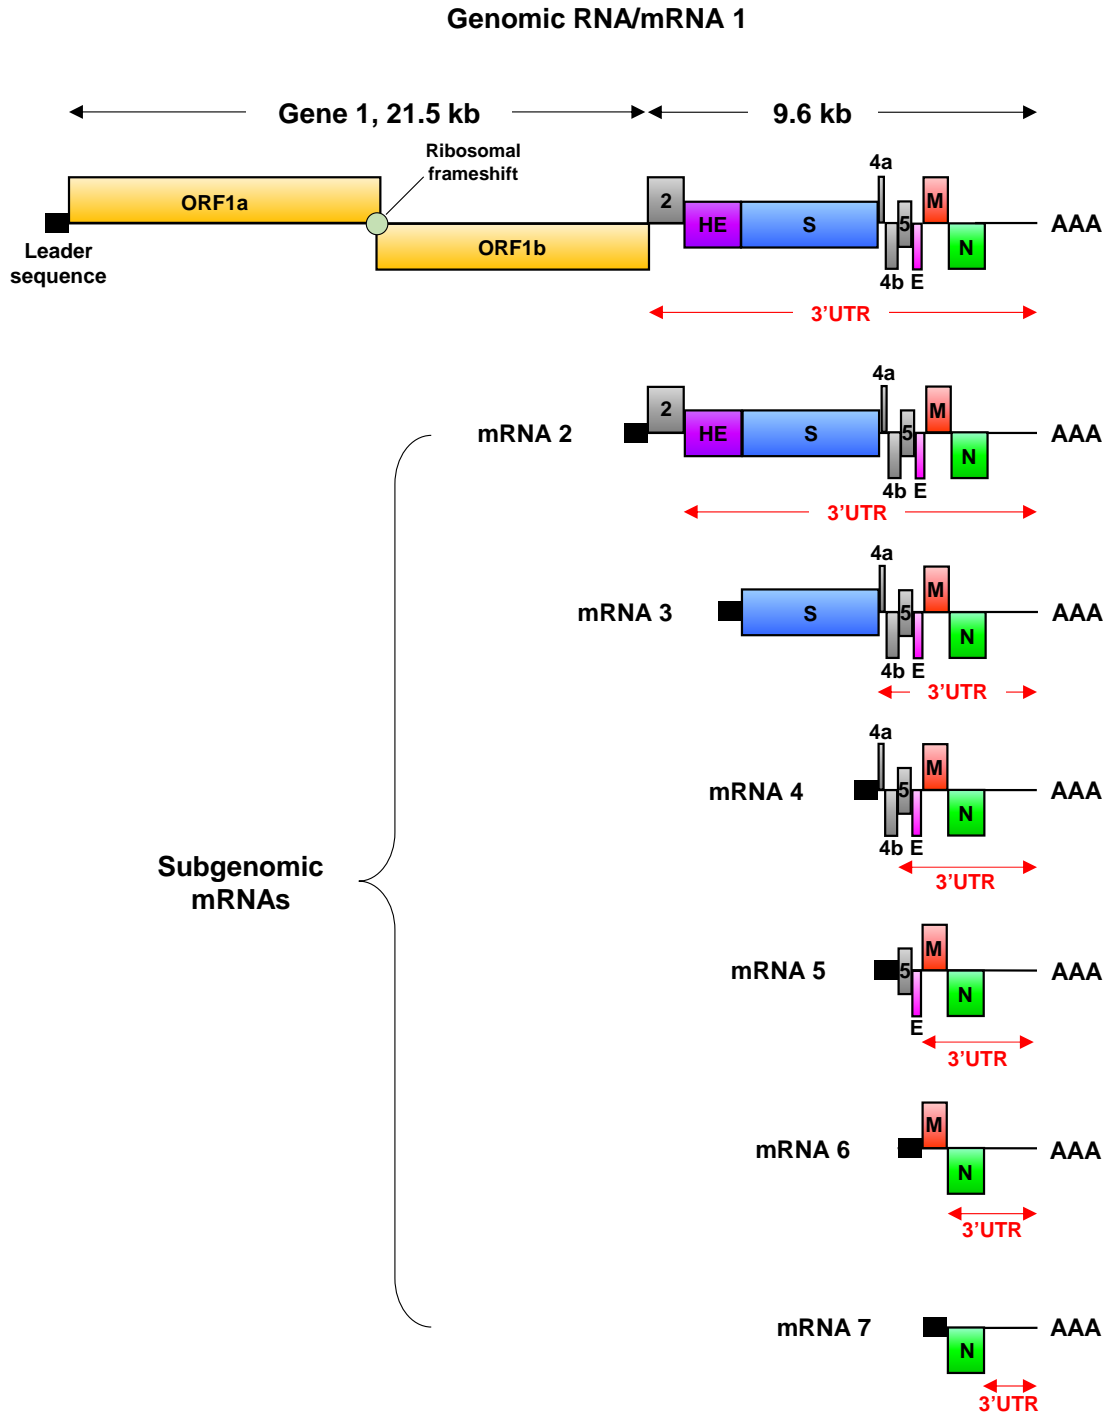 Genomic RNA/mRNA 1
Gene 1, 21.5 kb
9.6 kb
Ribosomal
frameshift
4a
ORF1a
2
M
HE
S
5
Leader
sequence
ORF1b
N
AAA
4b
E
3’UTR
4a
mRNA 2
2
HE
S
5
M
N
AAA
4b
E
3’UTR
4a
mRNA 3
S
5
M
N
AAA
4b
E
3’UTR
4a
mRNA 4
5
M
N
AAA
4b
E
3’UTR
Subgenomic
mRNAs
mRNA 5
5
M
N
AAA
E
3’UTR
mRNA 6
M
N
AAA
3’UTR
mRNA 7
N
AAA
3’UTR